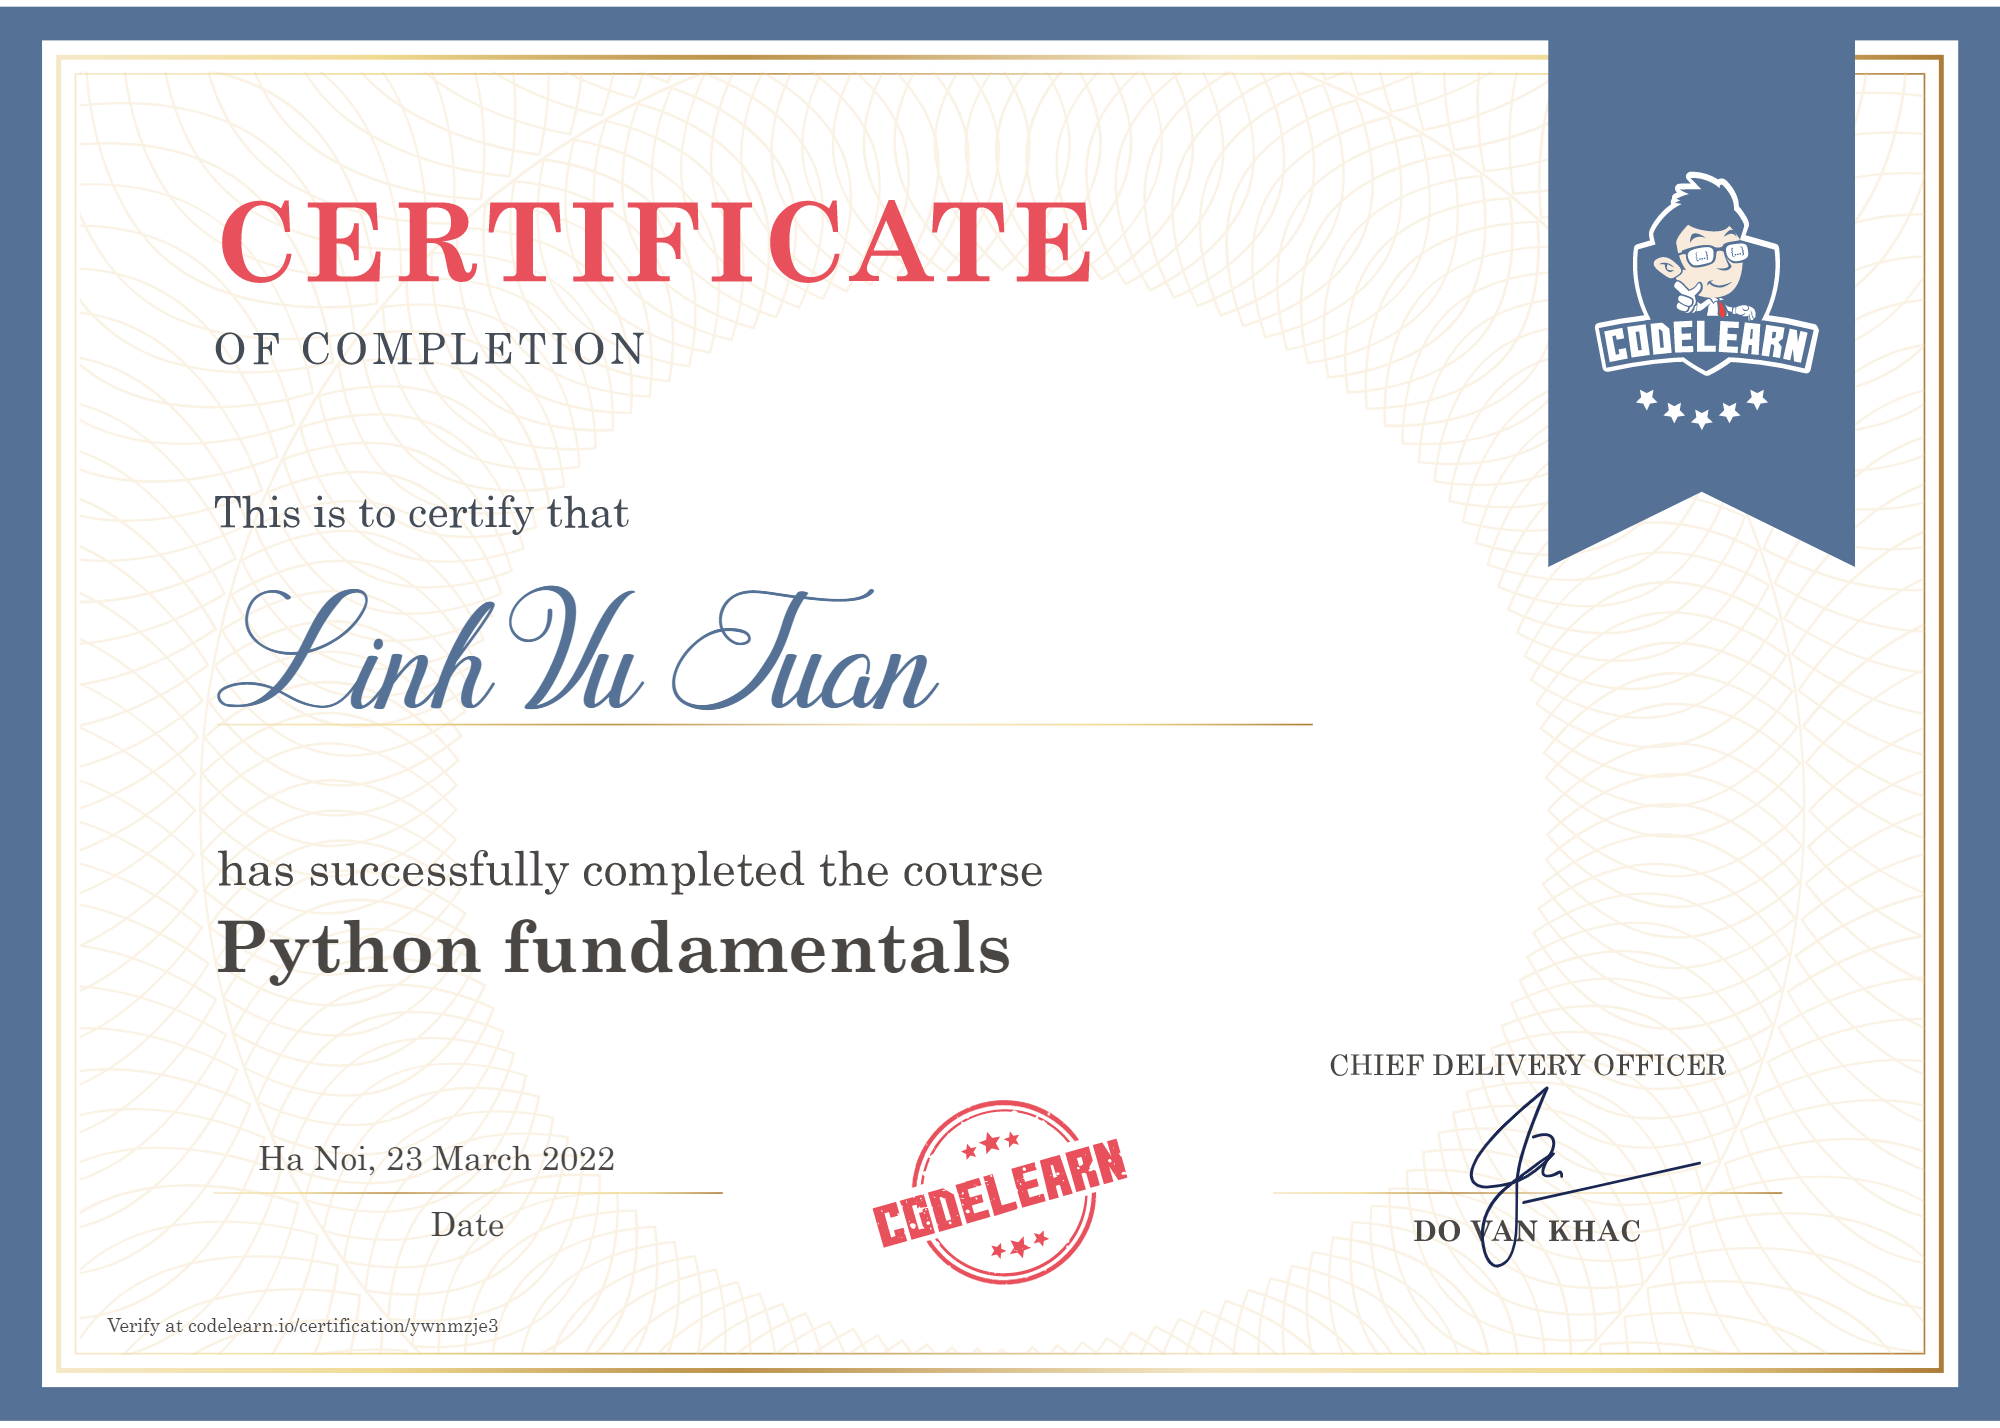 CERTIFICATE
OF COMPLETION
CODELEARN
This is to certify that
Linh Vu Tuan
has successfully completed the course
Python fundamentals
CHIEF DELIVERY OFFICER
Ha Noi, 23 March 2022
Date
CODELEARN
DO VAN KHAC
Verify at codelearn.io/certification/ywnmzje3